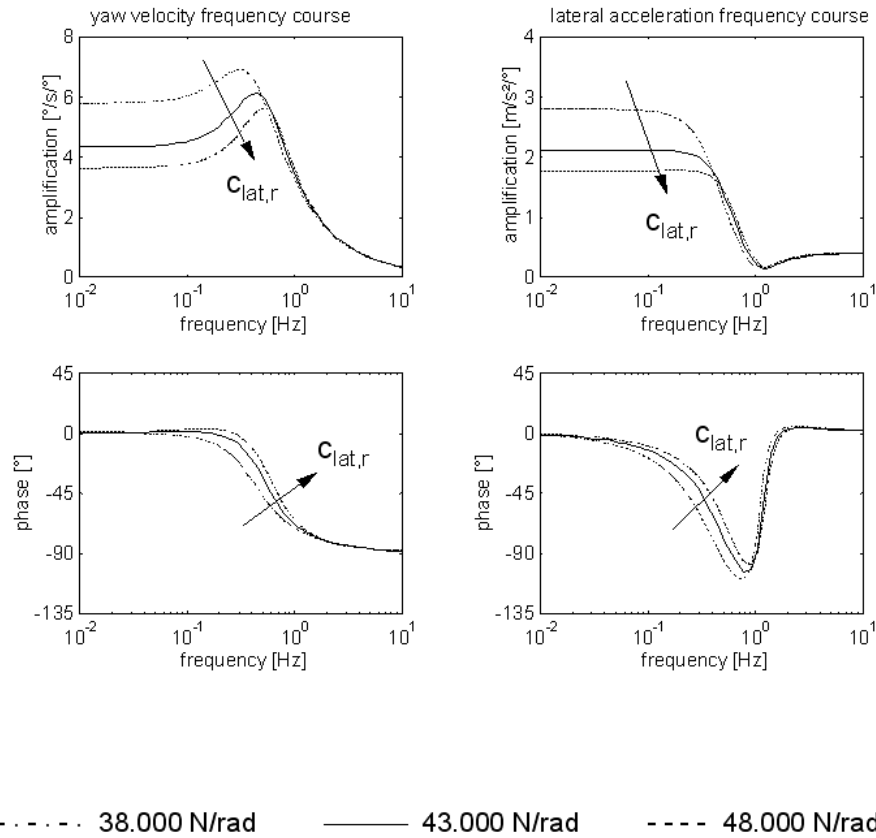 yaw velocity frequency course
lateral acceleration frequency course
amplification [°/s/°]
8
6
4
2
0
c_lat,r
10^-2 10^-1 10^0 10^1
frequency [Hz]
amplification [m/s²/°]
4
3
2
1
0
c_lat,r
10^-2 10^-1 10^0 10^1
frequency [Hz]
phase [°]
45
0
-45
-90
-135
c_lat,r
10^-2 10^-1 10^0 10^1
frequency [Hz]
phase [°]
45
0
-45
-90
-135
c_lat,r
10^-2 10^-1 10^0 10^1
frequency [Hz]
38.000 N/rad 43.000 N/rad 48.000 N/rad